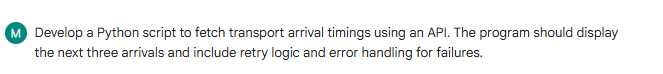 M
Develop a Python script to fetch transport arrival timings using an API. The program should display
the next three arrivals and include retry logic and error handling for failures.